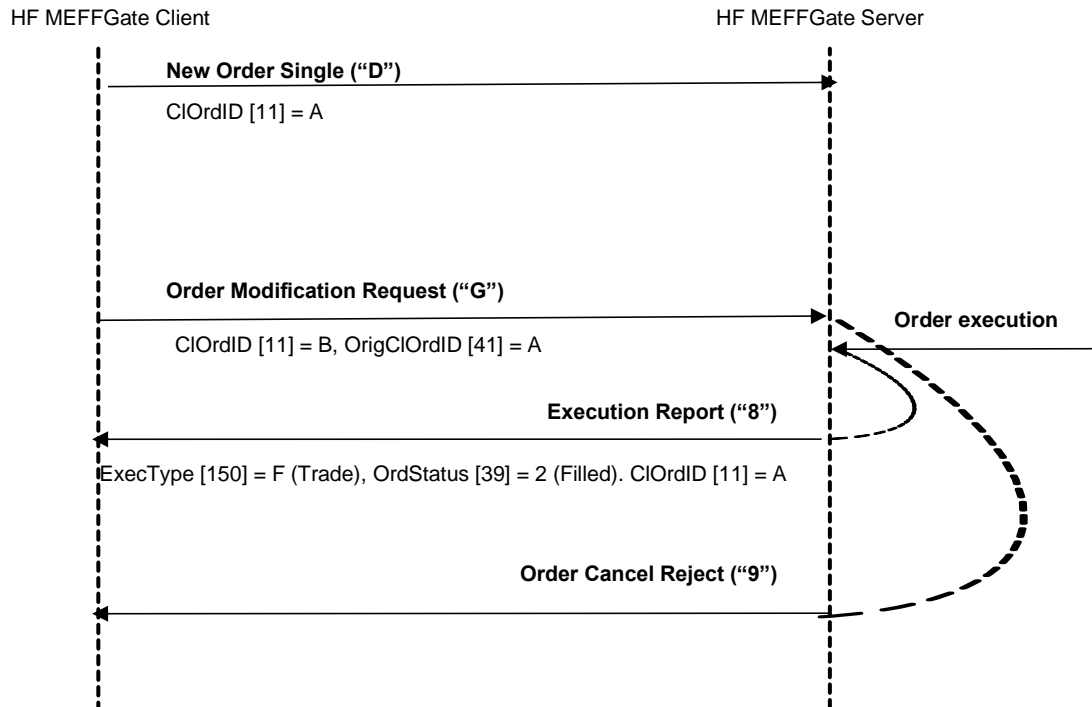 HF MEFFGate Client
HF MEFFGate Server
New Order Single (“D”)
ClOrdID [11] = A
Order Modification Request (“G”)
Order execution
ClOrdID [11] = B, OrigClOrdID [41] = A
Execution Report (“8”)
ExecType [150] = F (Trade), OrdStatus [39] = 2 (Filled). ClOrdID [11] = A
Order Cancel Reject (“9”)